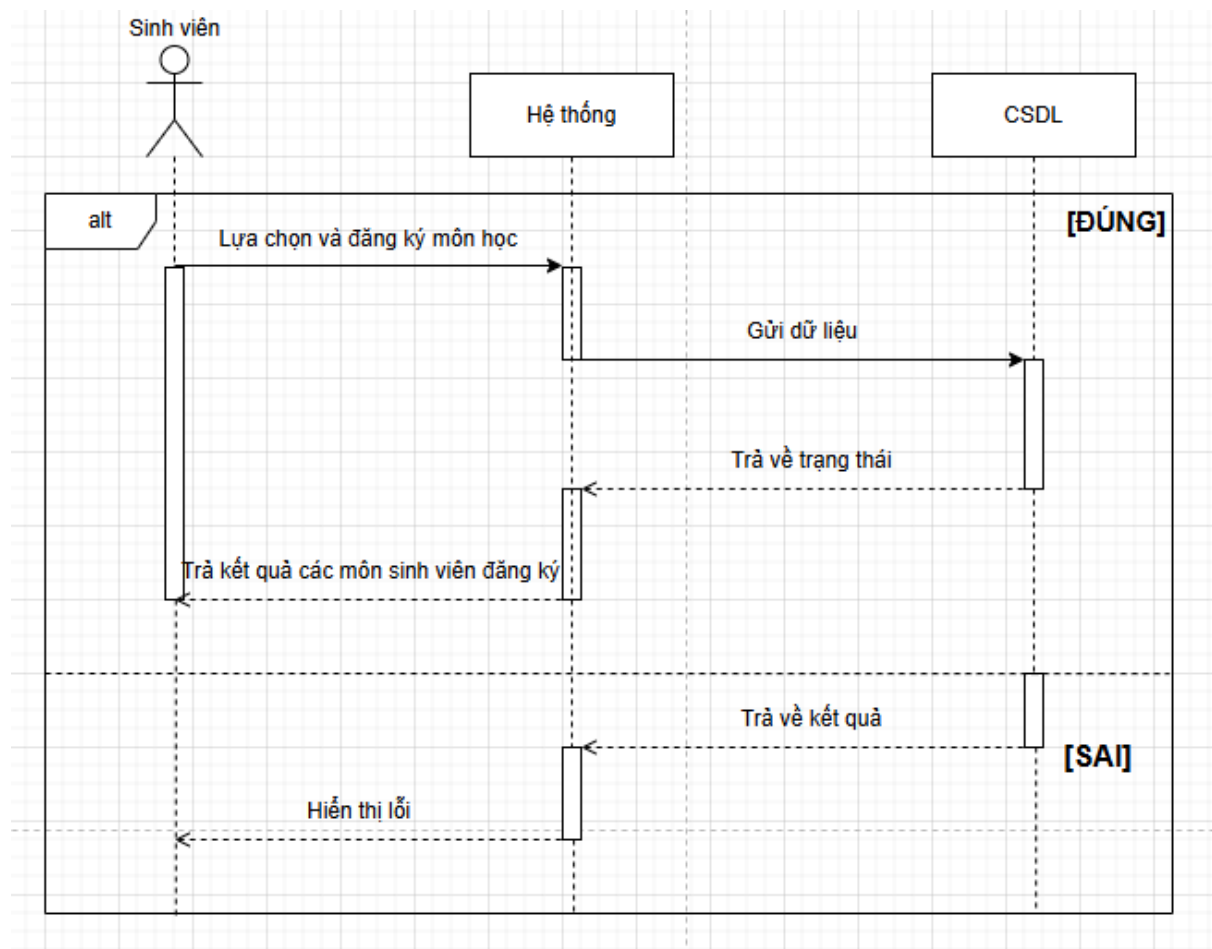 Sinh viên
Hệ thống
CSDL
alt
[ĐÚNG]
Lựa chọn và đăng ký môn học
Gửi dữ liệu
Trả về trạng thái
Trả kết quả các môn sinh viên đăng ký
Trả về kết quả
[SAI]
Hiển thị lỗi